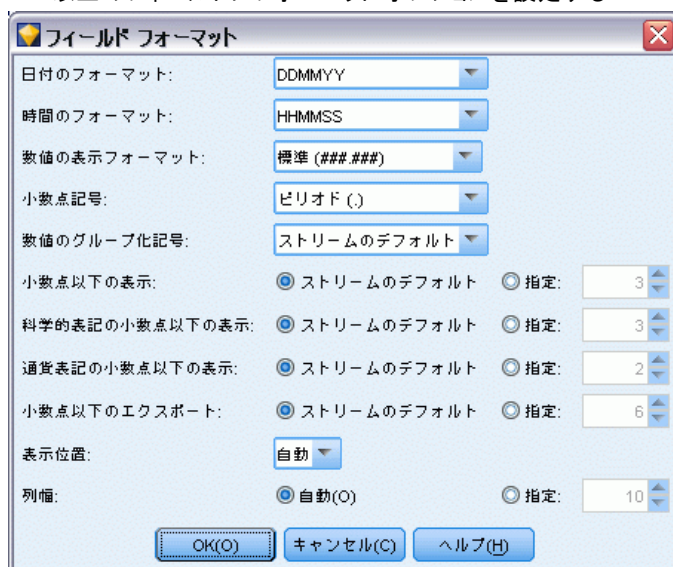 フィールド フォーマット
日付のフォーマット: DDMMYY
時間のフォーマット: HHMMSS
数値の表示フォーマット: 標準 (###.###)
小数点記号: ピリオド (.)
数値のグループ化記号: ストリームのデフォルト
小数点以下の表示: ストリームのデフォルト 指定: 3
科学的表記の小数点以下の表示: ストリームのデフォルト 指定: 3
通貨表記の小数点以下の表示: ストリームのデフォルト 指定: 2
小数点以下のエクスポート: ストリームのデフォルト 指定: 6
表示位置: 自動
列幅: 自動(O) 指定: 10
OK(O) キャンセル(C) ヘルプ(H)